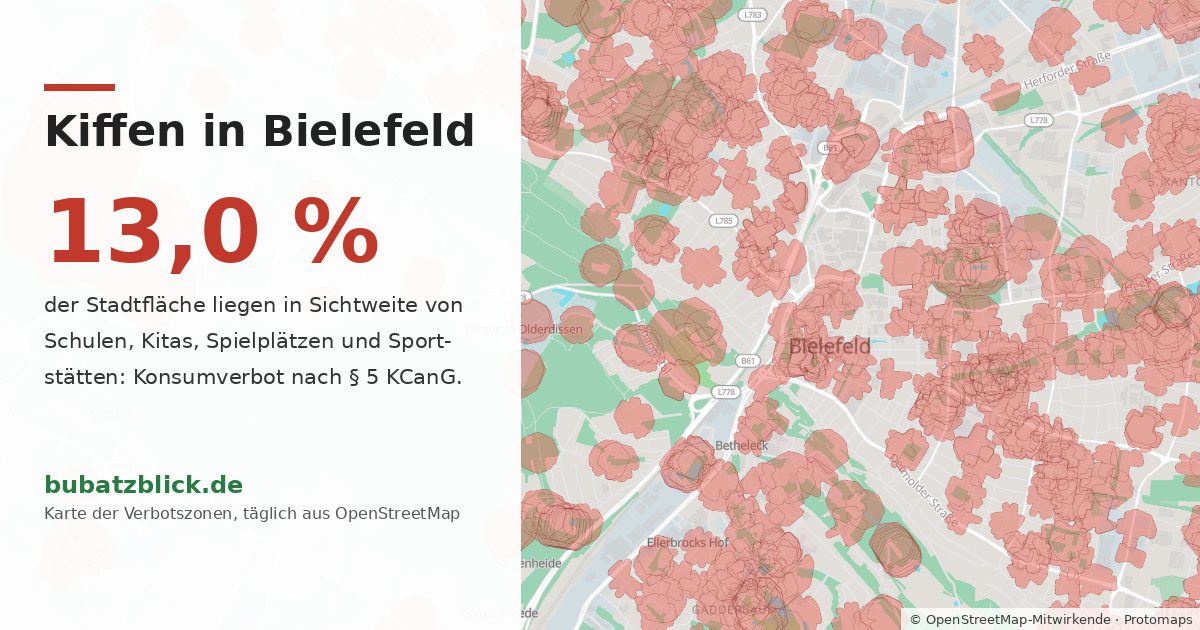 Kiffen in Bielefeld
13,0 %
der Stadtfläche liegen in Sichtweite von
Schulen, Kitas, Spielplätzen und Sport-
stätten: Konsumverbot nach § 5 KCanG.
bubatzblick.de
Karte der Verbotszonen, täglich aus OpenStreetMap
L783
Herforder Straße
L778
B61
L785
Olderdissen
Bielefeld
B61
L778
Betheleck
Detmolder Straße
Ellerbrocks Hof
GADDERBAUM
© OpenStreetMap-Mitwirkende · Protomaps